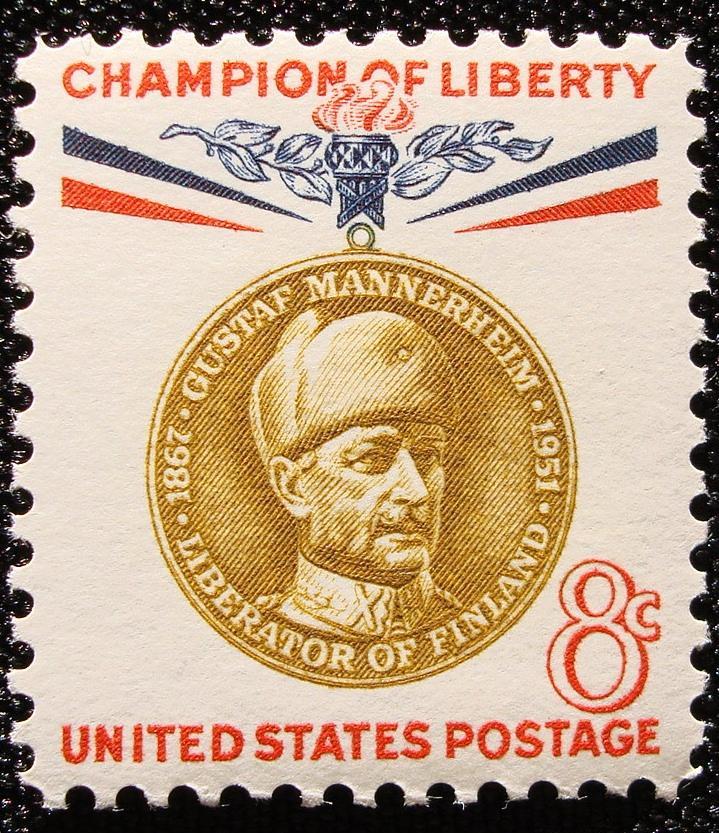 CHAMPION OF LIBERTY
1867 • GUSTAF MANNERHEIM • 1951
• LIBERATOR OF FINLAND •
8c
UNITED STATES POSTAGE